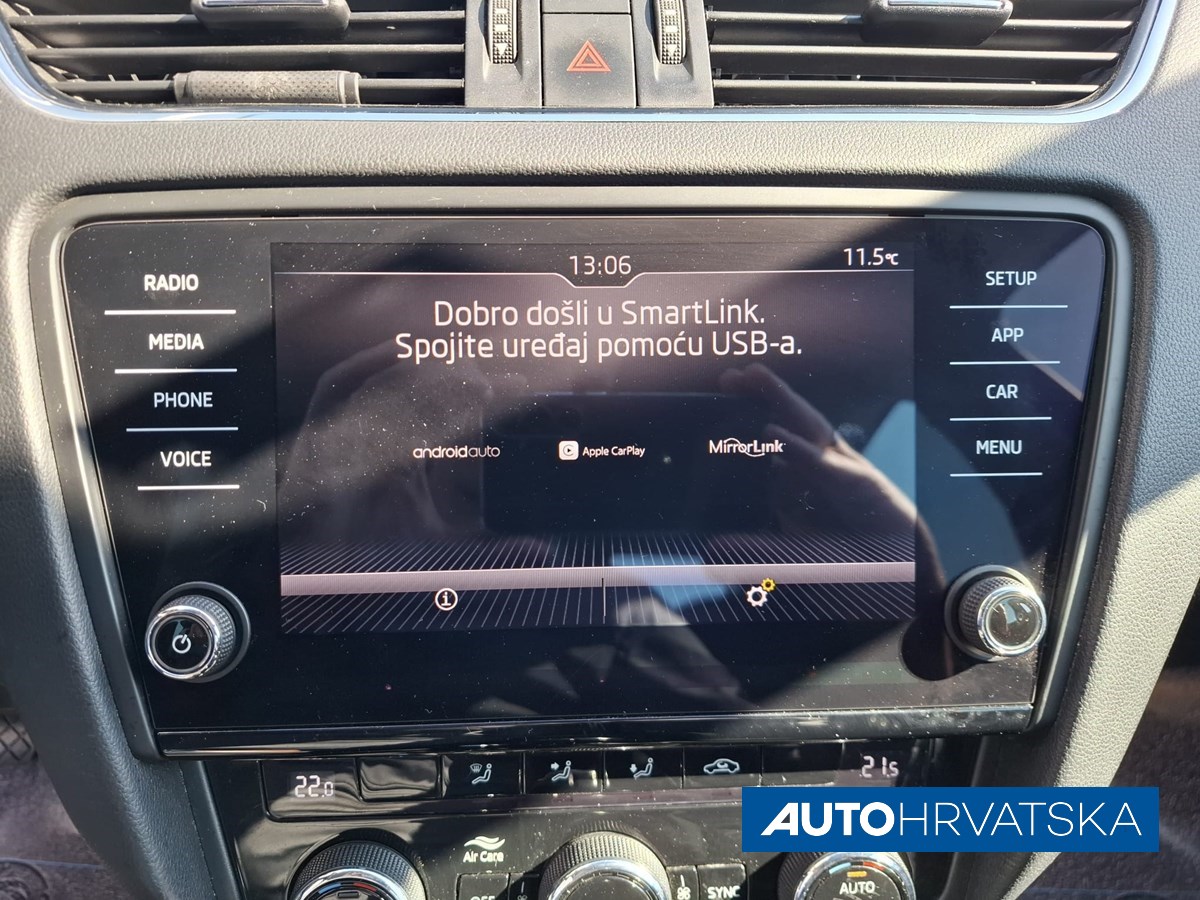 13:06
11.5°C
RADIO
MEDIA
PHONE
VOICE
Dobro došli u SmartLink.
Spojite uređaj pomoću USB-a.
androidauto
Apple CarPlay
MirrorLink
SETUP
APP
CAR
MENU
22.0
21.5
Air Care
OFF
SYNC
AUTO
AUTOHRVATSKA